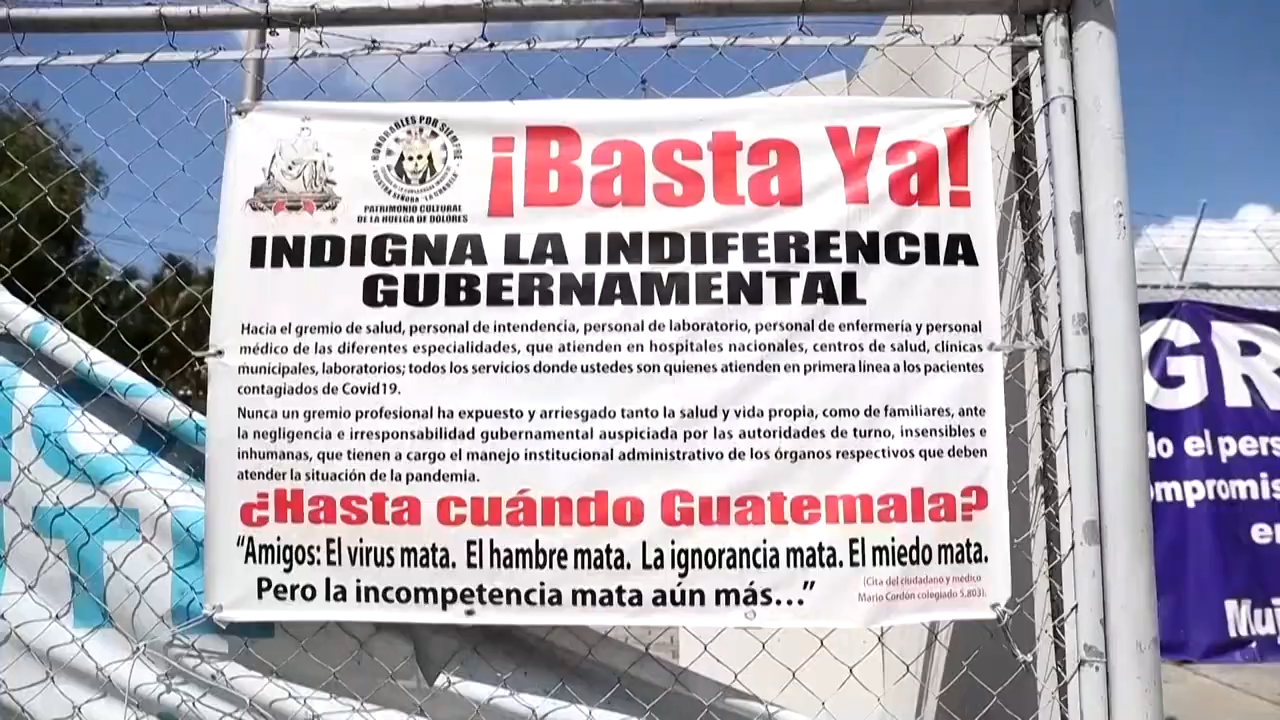 HONORABLES POR SIEMPRE
PATRIMONIO CULTURAL
DE LA HUELGA DE DOLORES
¡Basta Ya!
INDIGNA LA INDIFERENCIA
GUBERNAMENTAL
Hacia el gremio de salud, personal de intendencia, personal de laboratorio, personal de enfermería y personal
médico de las diferentes especialidades, que atienden en hospitales nacionales, centros de salud, clínicas
municipales, laboratorios; todos los servicios donde ustedes son quienes atienden en primera línea a los pacientes
contagiados de Covid19.
Nunca un gremio profesional ha expuesto y arriesgado tanto la salud y vida propia, como de familiares, ante
la negligencia e irresponsabilidad gubernamental auspiciada por las autoridades de turno, insensibles e
inhumanas, que tienen a cargo el manejo institucional administrativo de los órganos respectivos que deben
atender la situación de la pandemia.
¿Hasta cuándo Guatemala?
"Amigos: El virus mata. El hambre mata. La ignorancia mata. El miedo mata.
Pero la incompetencia mata aún más..."
(Cita del ciudadano y médico
Mario Cordón colegiado 5,803).
GR
do el pers
ompromis
en
Mu